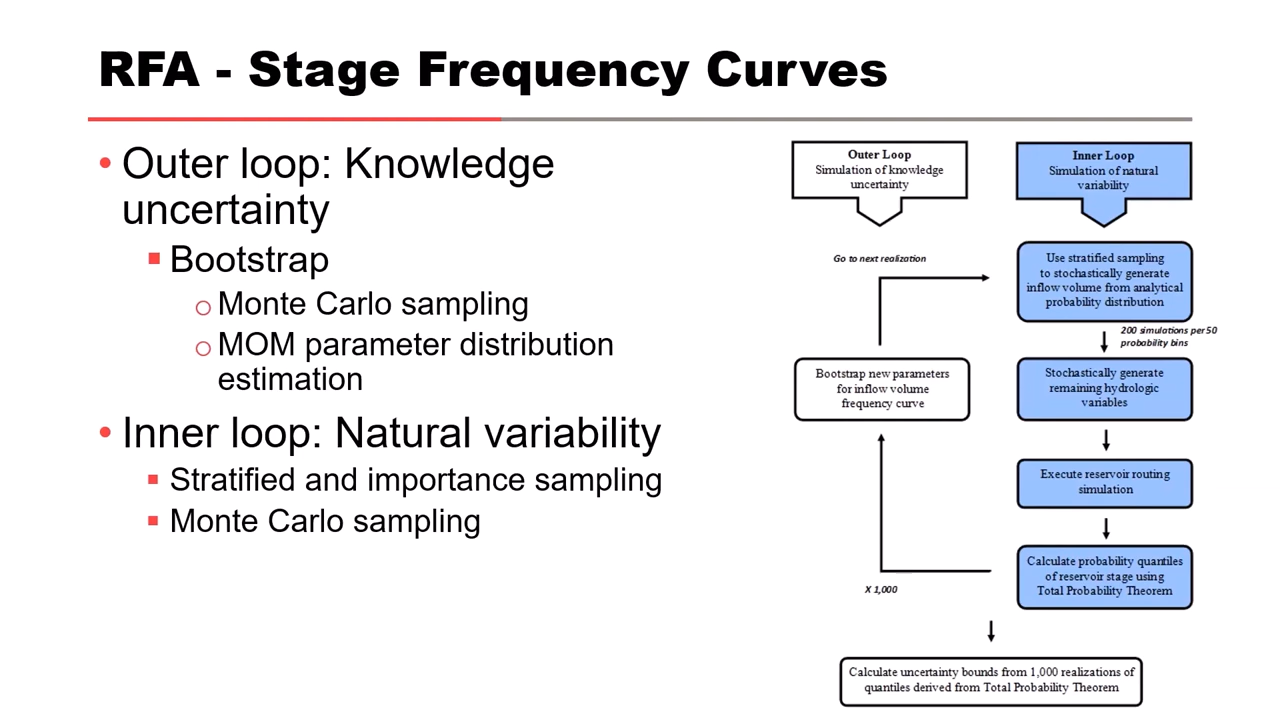 RFA - Stage Frequency Curves
• Outer loop: Knowledge
uncertainty
▪ Bootstrap
o Monte Carlo sampling
o MOM parameter distribution
estimation
• Inner loop: Natural variability
▪ Stratified and importance sampling
▪ Monte Carlo sampling
Outer Loop
Simulation of knowledge
uncertainty
Inner Loop
Simulation of natural
variability
Go to next realization
Use stratified sampling
to stochastically generate
inflow volume from analytical
probability distribution
200 simulations per 50
probability bins
Bootstrap new parameters
for inflow volume
frequency curve
Stochastically generate
remaining hydrologic
variables
Execute reservoir routing
simulation
Calculate probability quantiles
of reservoir stage using
Total Probability Theorem
X 1,000
Calculate uncertainty bounds from 1,000 realizations of
quantiles derived from Total Probability Theorem